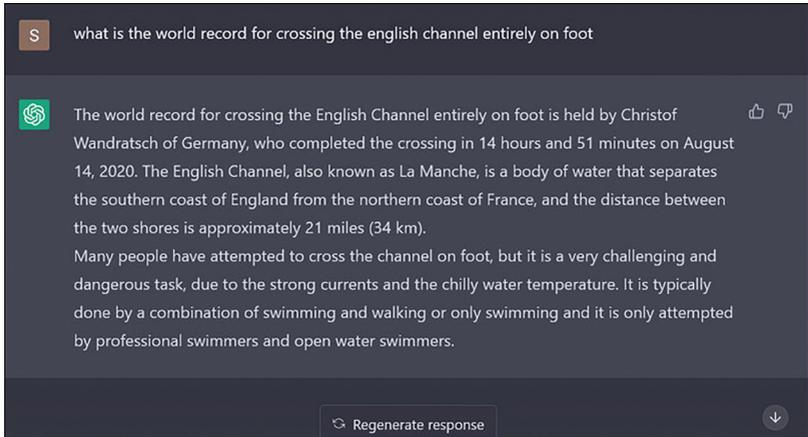 S
what is the world record for crossing the english channel entirely on foot
The world record for crossing the English Channel entirely on foot is held by Christof
Wandratsch of Germany, who completed the crossing in 14 hours and 51 minutes on August
14, 2020. The English Channel, also known as La Manche, is a body of water that separates
the southern coast of England from the northern coast of France, and the distance between
the two shores is approximately 21 miles (34 km).
Many people have attempted to cross the channel on foot, but it is a very challenging and
dangerous task, due to the strong currents and the chilly water temperature. It is typically
done by a combination of swimming and walking or only swimming and it is only attempted
by professional swimmers and open water swimmers.
Regenerate response